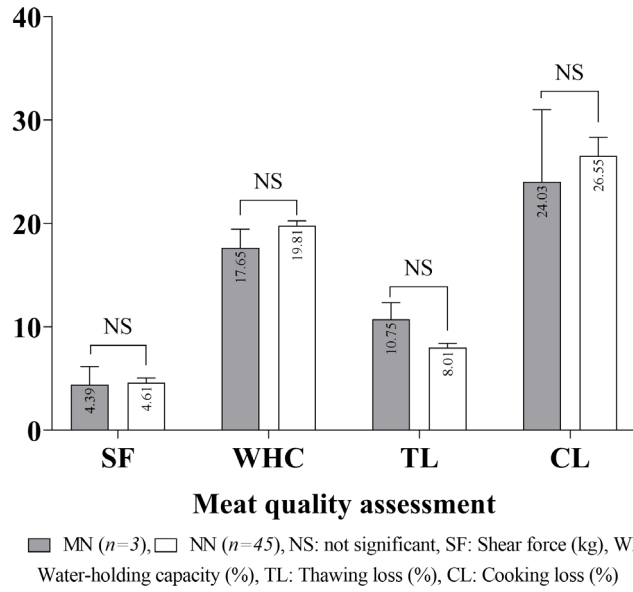 40
30
20
10
0
NS
NS
NS
NS
4.39
4.61
17.65
19.81
10.75
8.01
24.03
26.55
SF WHC TL CL
Meat quality assessment
MN (n=3), NN (n=45), NS: not significant, SF: Shear force (kg),
Water-holding capacity (%), TL: Thawing loss (%), CL: Cooking loss (%)